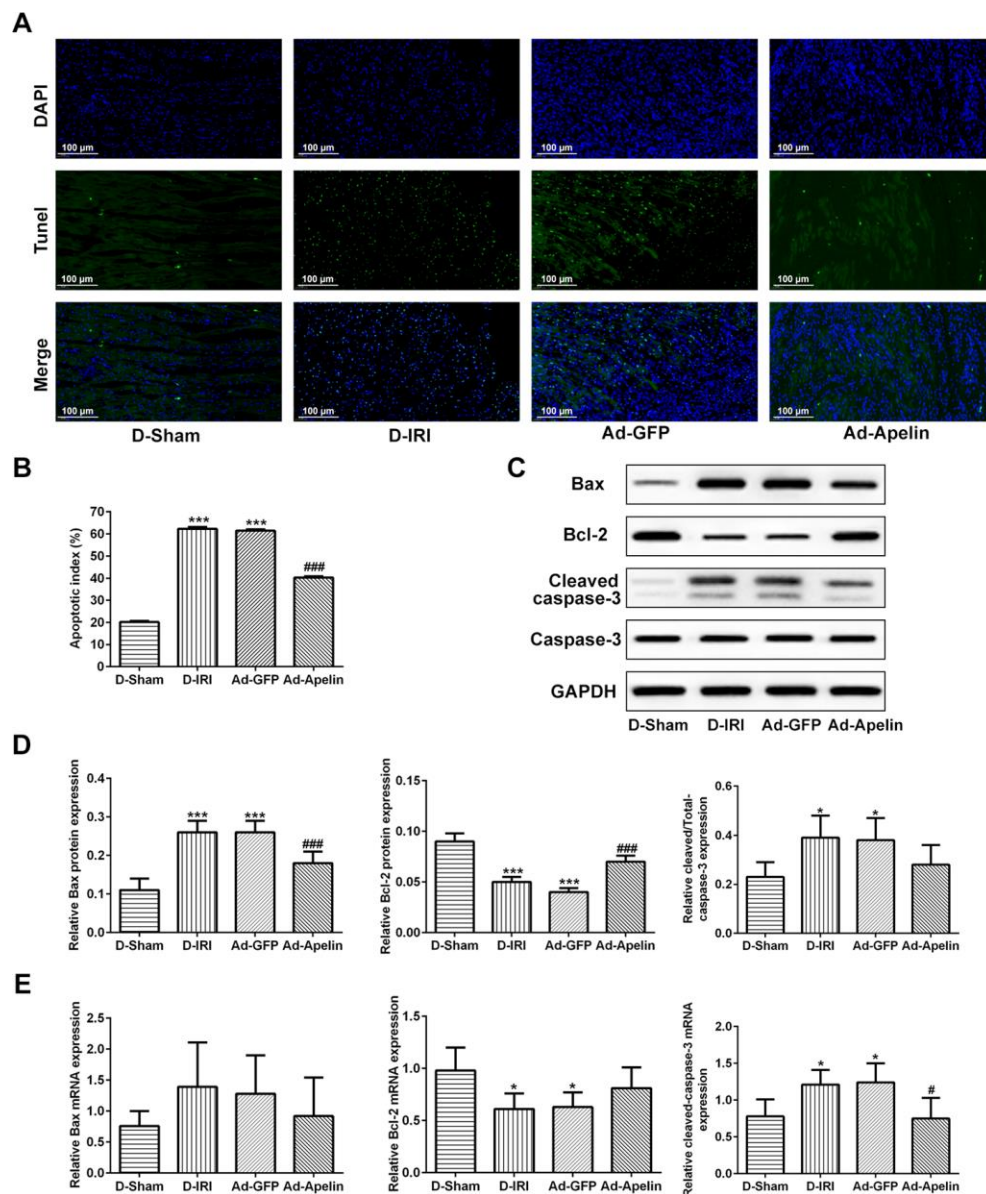 A
DAPI
100 µm
100 µm
100 µm
100 µm
Tunel
100 µm
100 µm
100 µm
100 µm
Merge
100 µm
100 µm
100 µm
100 µm
D-Sham D-IRI Ad-GFP Ad-Apelin
B
Apoptotic index (%)
70
60
50
40
30
20
10
0
***
***
###
D-Sham D-IRI Ad-GFP Ad-Apelin
C
Bax
Bcl-2
Cleaved
caspase-3
Caspase-3
GAPDH
D-Sham D-IRI Ad-GFP Ad-Apelin
D
Relative Bax protein expression
0.4
0.3
0.2
0.1
0.0
***
***
###
D-Sham D-IRI Ad-GFP Ad-Apelin
Relative Bcl-2 protein expression
0.15
0.10
0.05
0.00
***
***
###
D-Sham D-IRI Ad-GFP Ad-Apelin
Relative cleaved/Total-
caspase-3 expression
0.6
0.4
0.2
0.0
*
*
D-Sham D-IRI Ad-GFP Ad-Apelin
E
Relative Bax mRNA expression
2.5
2.0
1.5
1.0
0.5
0.0
D-Sham D-IRI Ad-GFP Ad-Apelin
Relative Bcl-2 mRNA expression
1.5
1.0
0.5
0.0
*
*
D-Sham D-IRI Ad-GFP Ad-Apelin
Relative cleaved-caspase-3 mRNA
expression
2.0
1.5
1.0
0.5
0.0
*
*
#
D-Sham D-IRI Ad-GFP Ad-Apelin